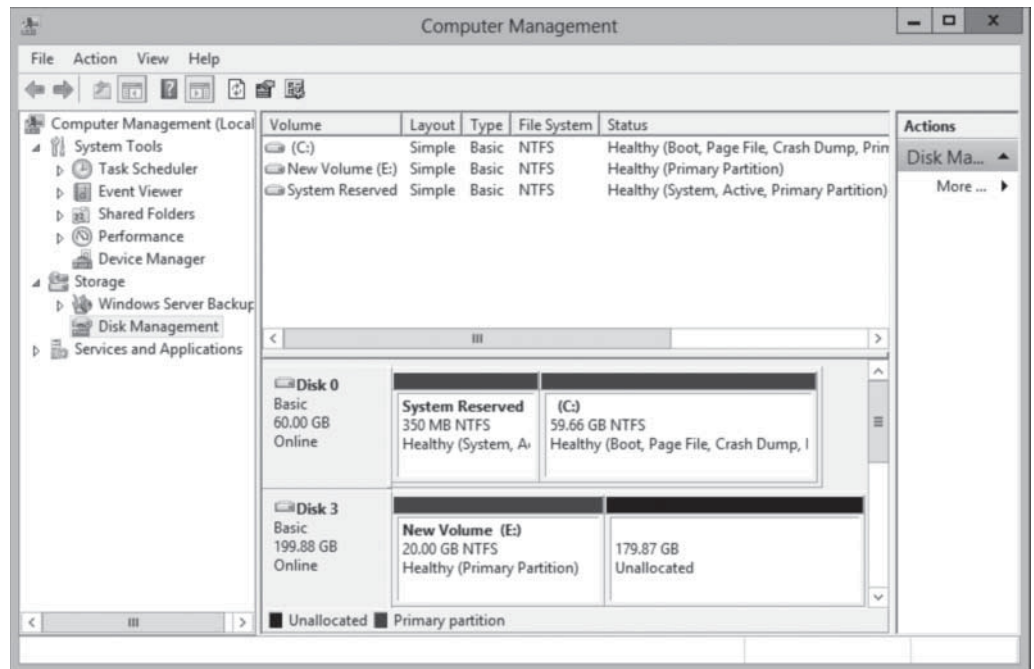 Computer Management
File Action View Help
Computer Management (Local
System Tools
Task Scheduler
Event Viewer
Shared Folders
Performance
Device Manager
Storage
Windows Server Backup
Disk Management
Services and Applications
Volume Layout Type File System Status
(C:) Simple Basic NTFS Healthy (Boot, Page File, Crash Dump, Prin
New Volume (E:) Simple Basic NTFS Healthy (Primary Partition)
System Reserved Simple Basic NTFS Healthy (System, Active, Primary Partition)
Disk 0
Basic
60.00 GB
Online
System Reserved
350 MB NTFS
Healthy (System, A
(C:)
59.66 GB NTFS
Healthy (Boot, Page File, Crash Dump,
Disk 3
Basic
199.88 GB
Online
New Volume (E:)
20.00 GB NTFS
Healthy (Primary Partition)
179.87 GB
Unallocated
Unallocated Primary partition
Actions
Disk Ma...
More ...